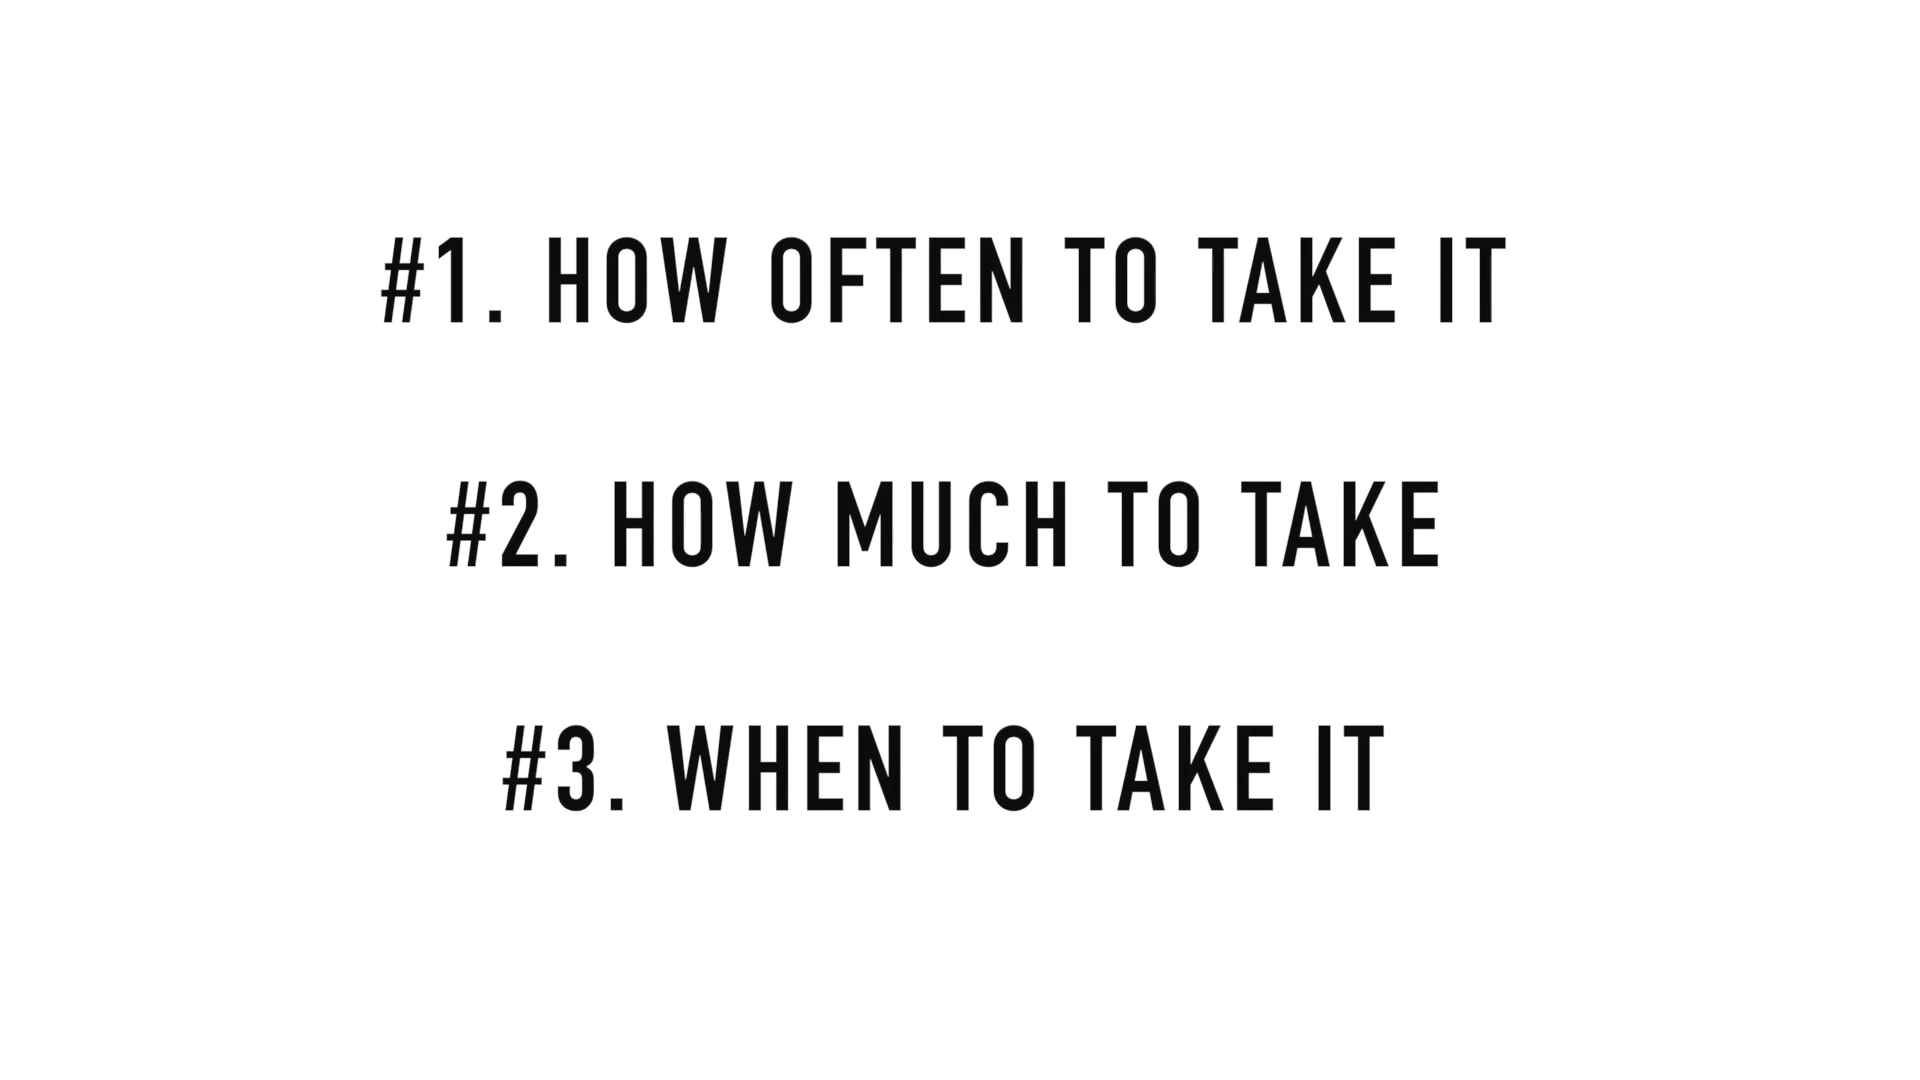 #1. HOW OFTEN TO TAKE IT
#2. HOW MUCH TO TAKE
#3. WHEN TO TAKE IT